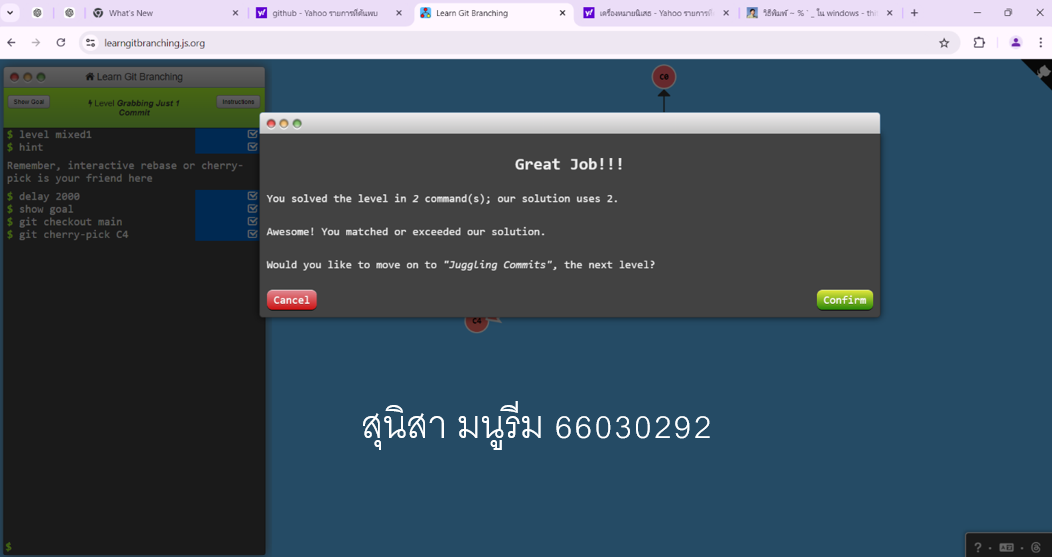 What's New
github - Yahoo รายการที่ค้นพบ
Learn Git Branching
เครื่องหมายนิเสธ - Yahoo รายการที่
วิธีพิมพ์ ~ % ` _ ใน windows - thi
learngitbranching.js.org
Learn Git Branching
Show Goal
Level Grabbing Just 1 Commit
Instructions
$ level mixed1
$ hint
Remember, interactive rebase or cherry-
pick is your friend here
$ delay 2000
$ show goal
$ git checkout main
$ git cherry-pick C4
$
C0
Great Job!!!
You solved the level in 2 command(s); our solution uses 2.
Awesome! You matched or exceeded our solution.
Would you like to move on to "Juggling Commits", the next level?
Cancel
Confirm
C4
สุนิสา มนูรีม 66030292
?